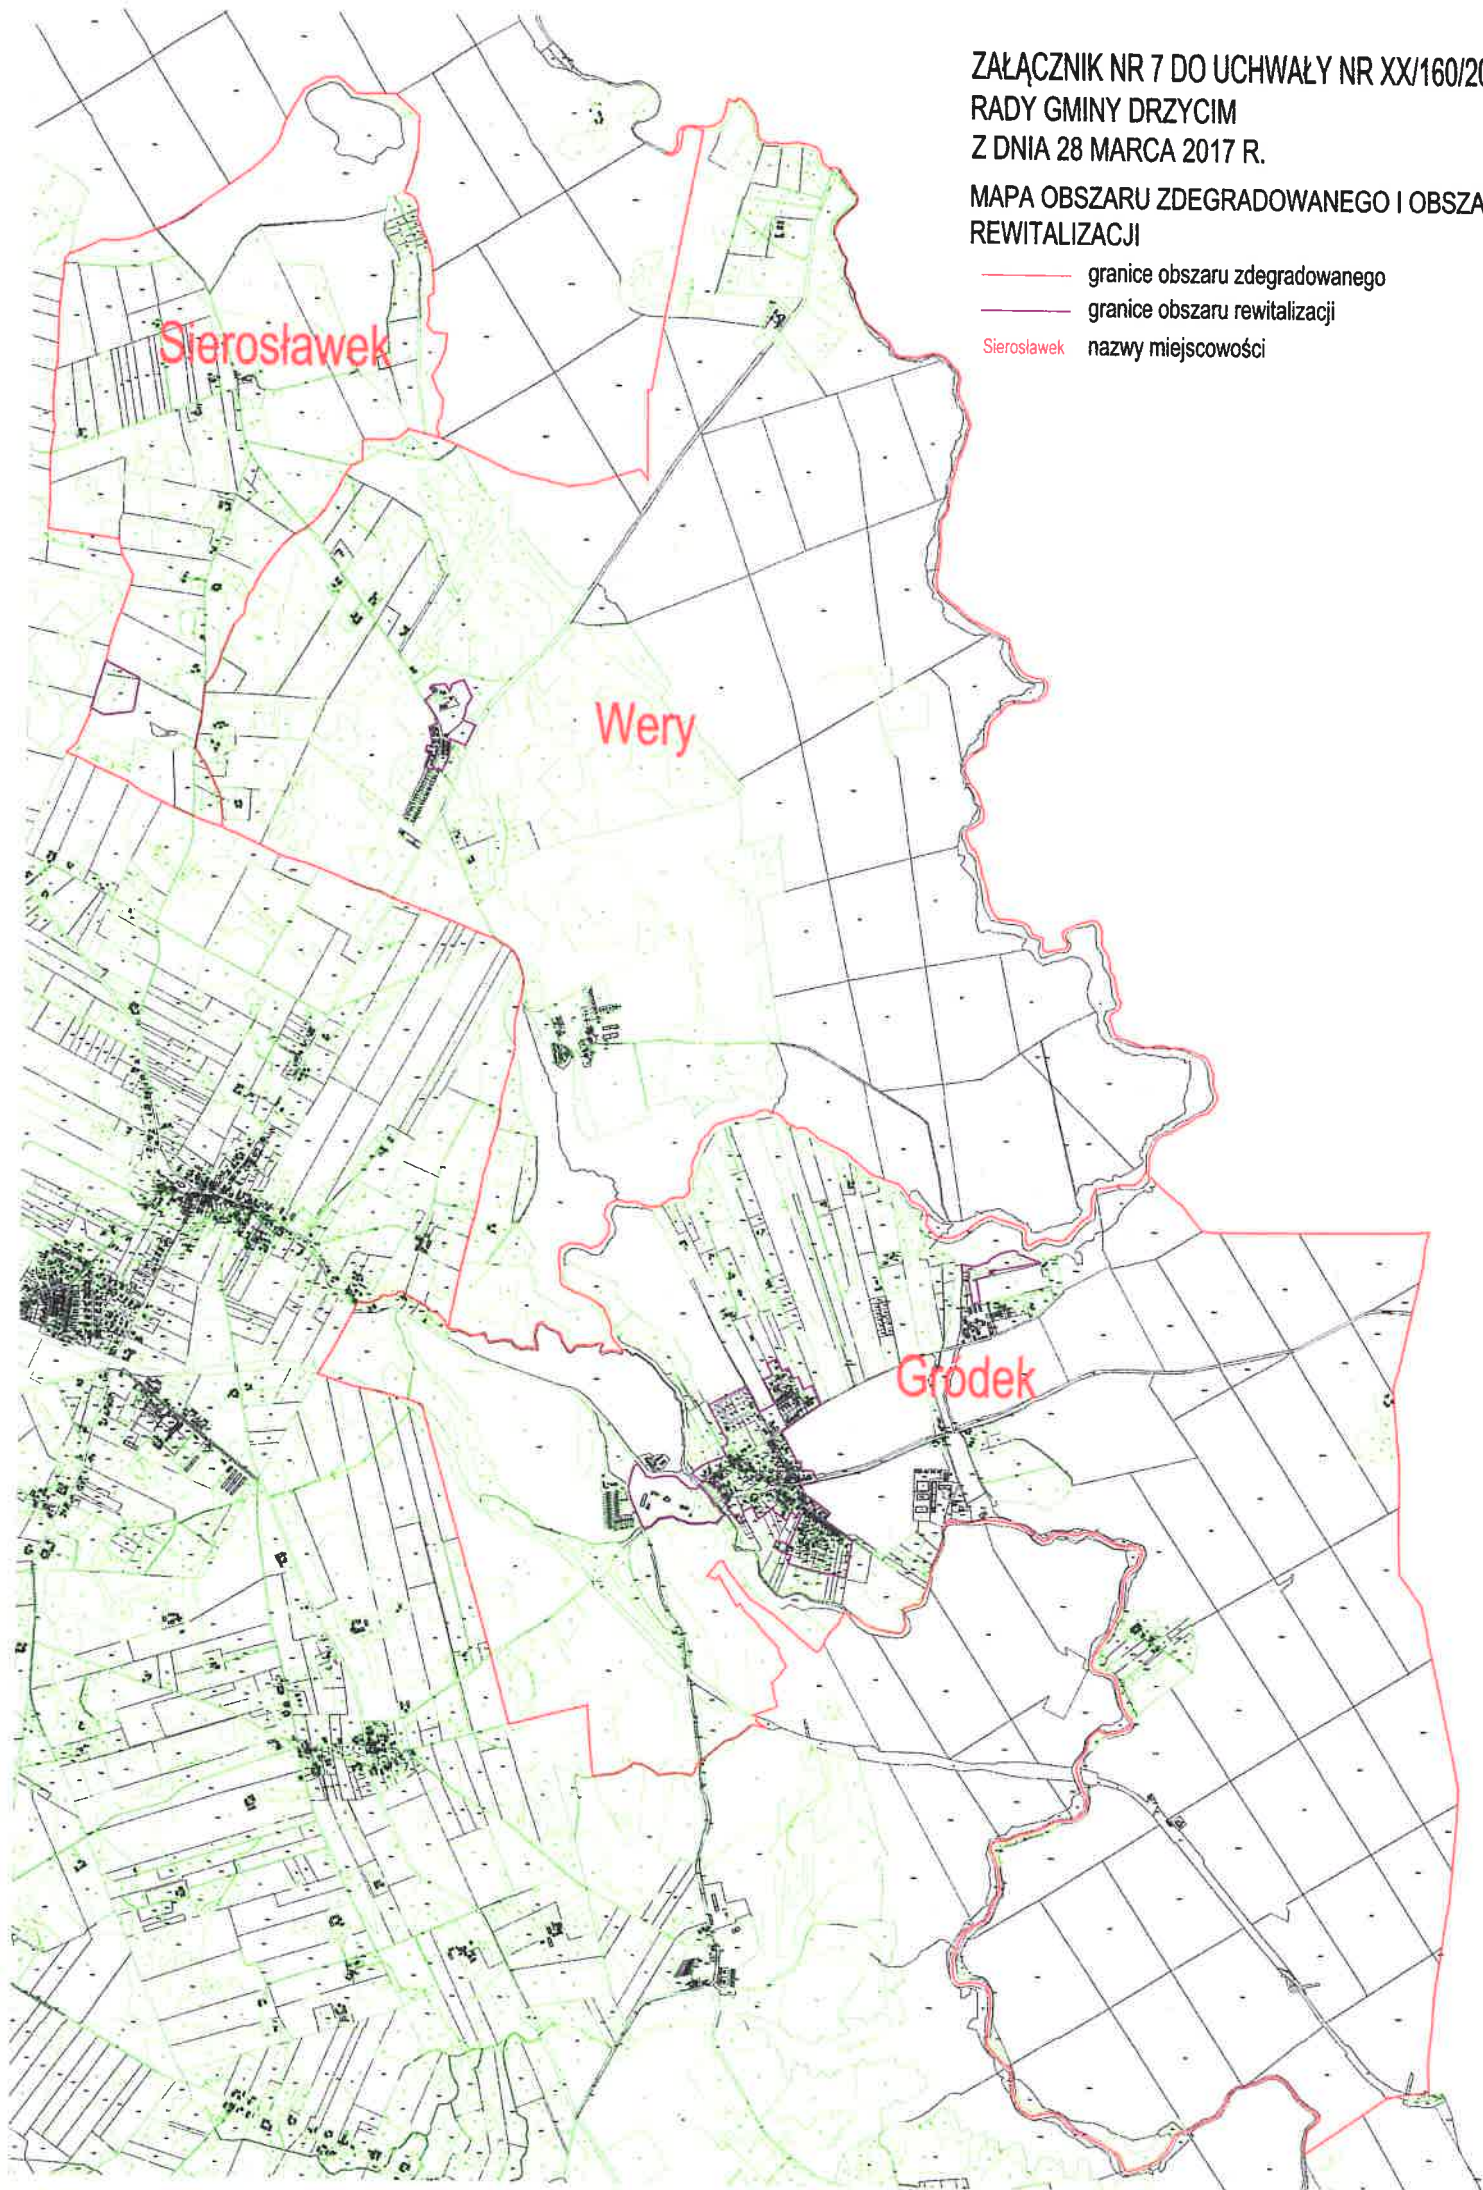 ZAŁĄCZNIK NR 7 DO UCHWAŁY NR XX/160/20
RADY GMINY DRZYCIM
Z DNIA 28 MARCA 2017 R.
MAPA OBSZARU ZDEGRADOWANEGO I OBSZA
REWITALIZACJI
granice obszaru zdegradowanego
granice obszaru rewitalizacji
Sierosławek nazwy miejscowości
Sierosławek
Wery
Gródek